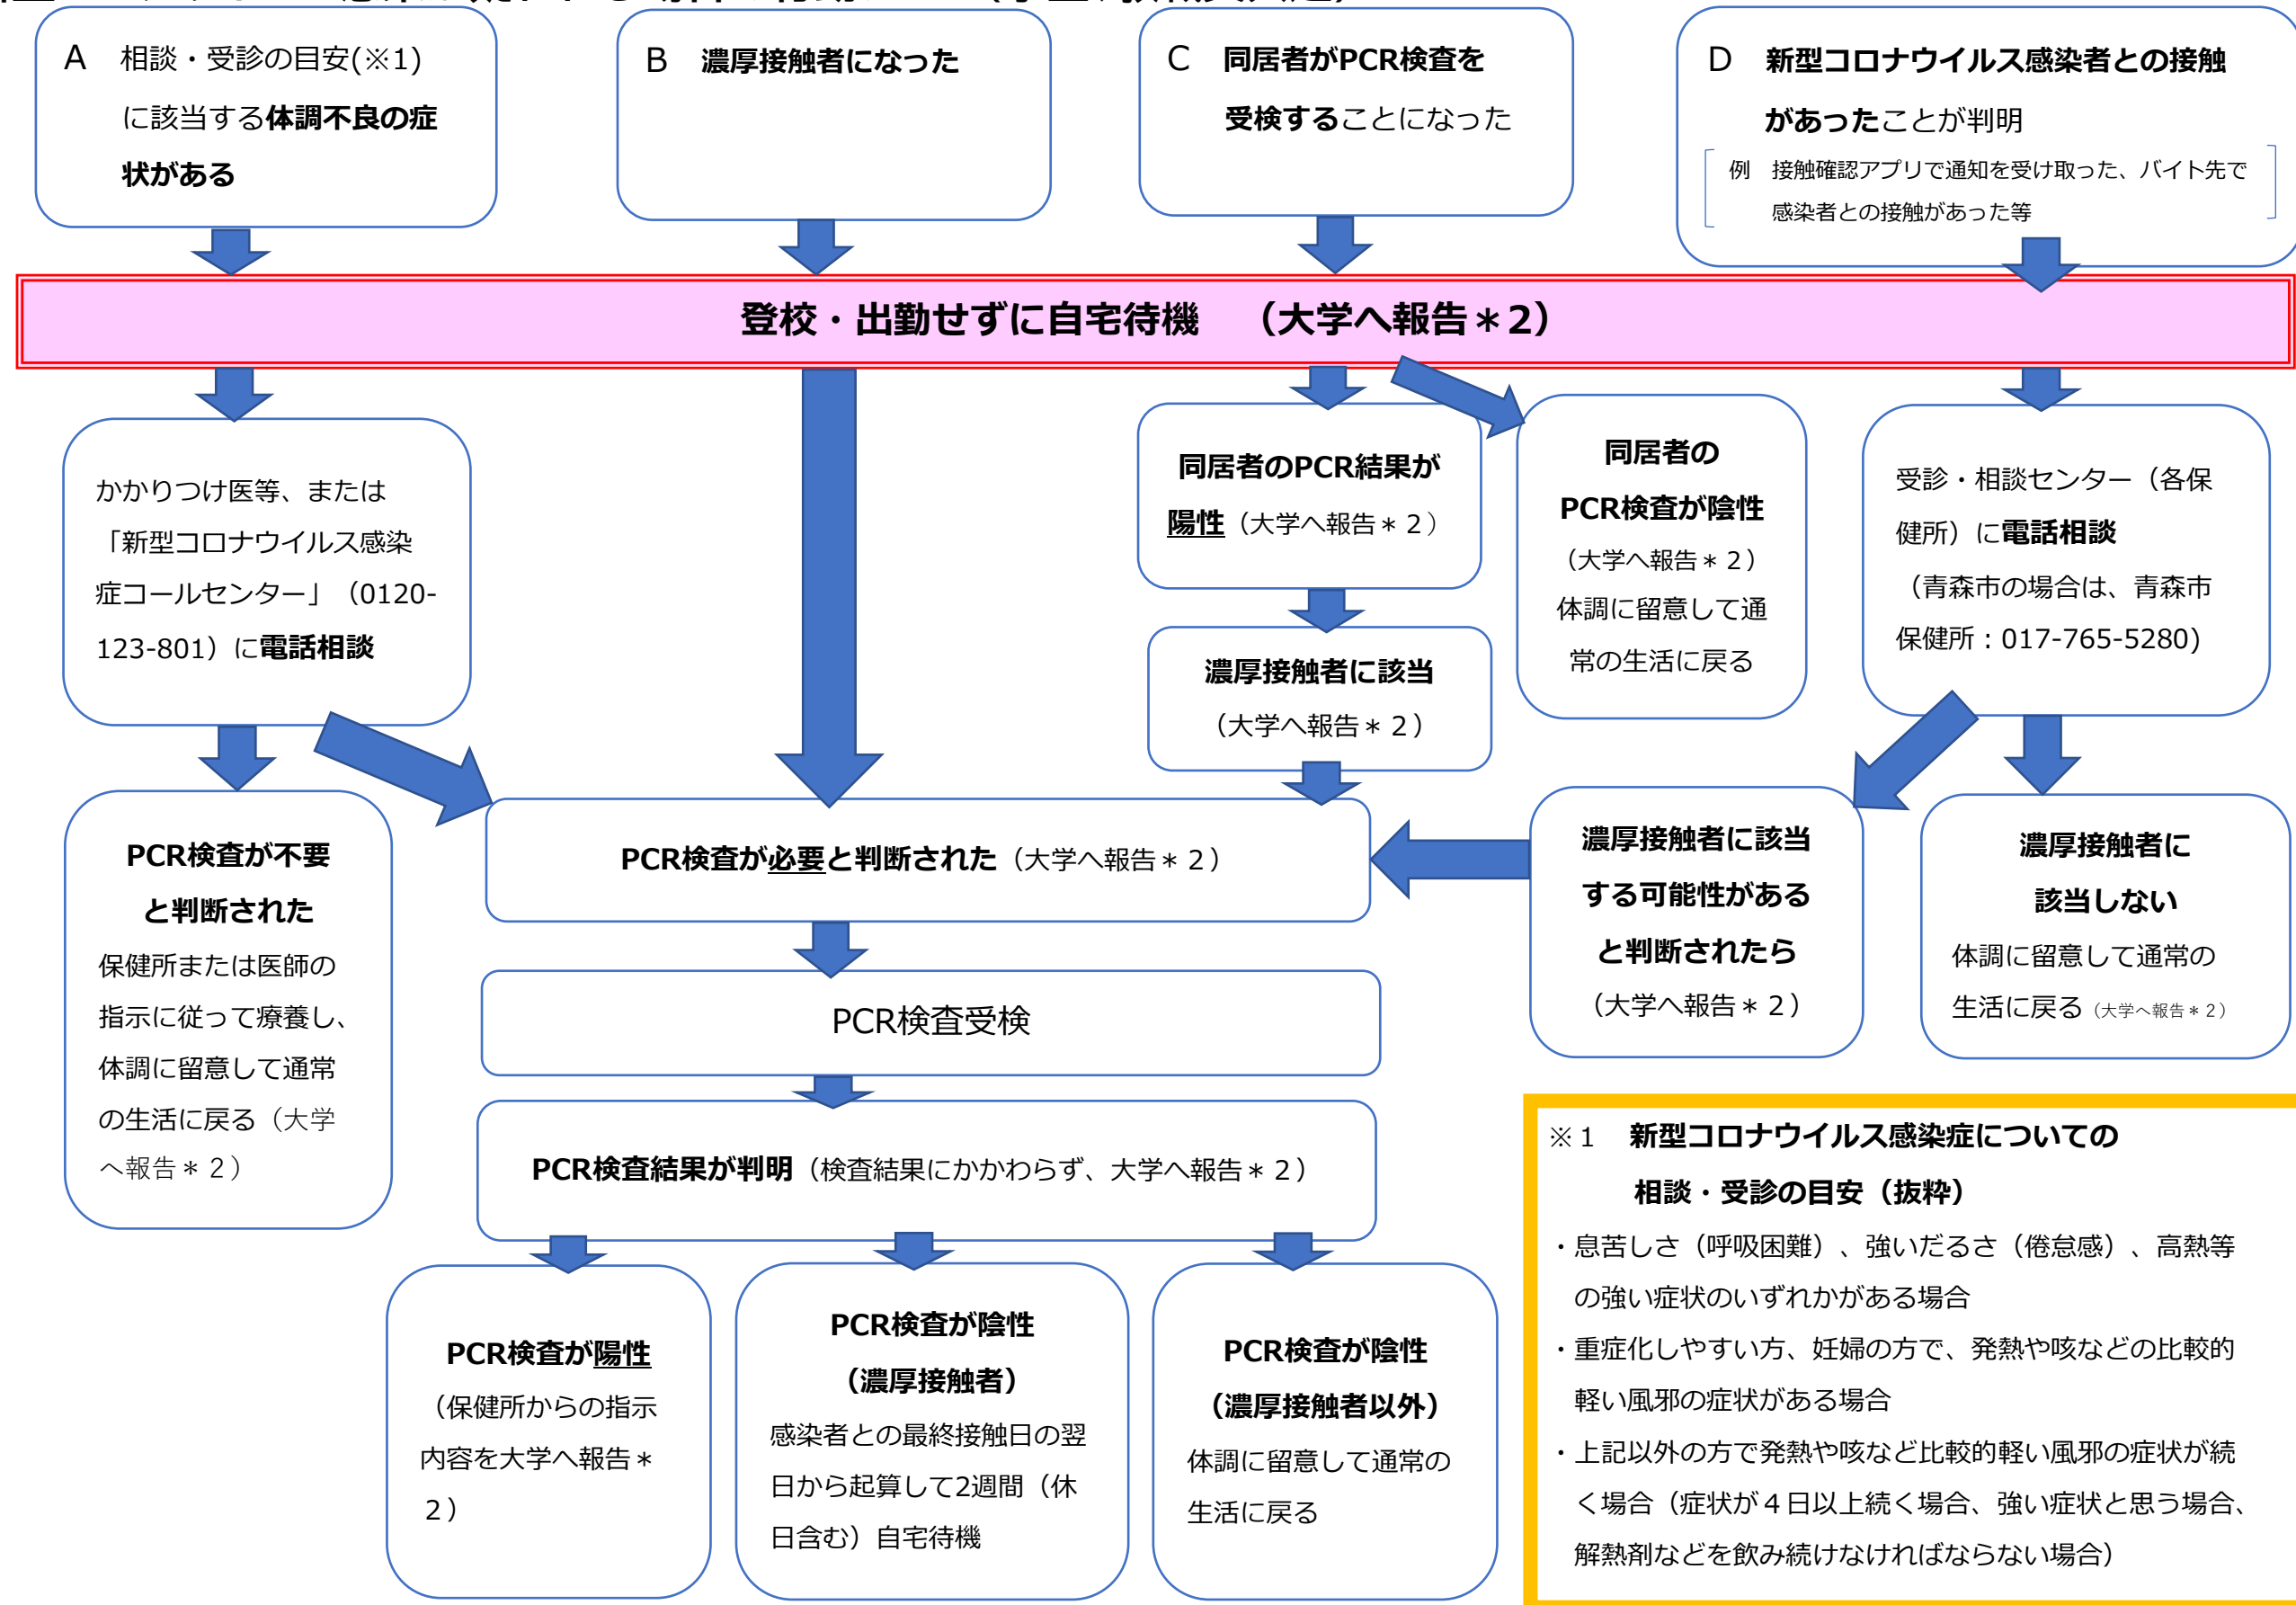 A 相談・受診の目安(※1)
に該当する体調不良の症
状がある
B 濃厚接触者になった
C 同居者がPCR検査を
受検することになった
D 新型コロナウイルス感染者との接触
があったことが判明
例 接触確認アプリで通知を受け取った、バイト先で
感染者との接触があった等
登校・出勤せずに自宅待機 （大学へ報告＊2）
かかりつけ医等、または
「新型コロナウイルス感染
症コールセンター」（0120-
123-801）に電話相談
同居者のPCR結果が
陽性（大学へ報告＊２）
濃厚接触者に該当
（大学へ報告＊２）
同居者の
PCR検査が陰性
（大学へ報告＊２）
体調に留意して通
常の生活に戻る
受診・相談センター（各保
健所）に電話相談
（青森市の場合は、青森市
保健所：017-765-5280)
PCR検査が不要
と判断された
保健所または医師の
指示に従って療養し、
体調に留意して通常
の生活に戻る（大学
へ報告＊２）
PCR検査が必要と判断された（大学へ報告＊２）
濃厚接触者に該当
する可能性がある
と判断されたら
（大学へ報告＊２）
濃厚接触者に
該当しない
体調に留意して通常の
生活に戻る（大学へ報告＊２）
PCR検査受検
PCR検査結果が判明（検査結果にかかわらず、大学へ報告＊２）
PCR検査が陽性
（保健所からの指示
内容を大学へ報告＊
２）
PCR検査が陰性
（濃厚接触者）
感染者との最終接触日の翌
日から起算して2週間（休
日含む）自宅待機
PCR検査が陰性
（濃厚接触者以外）
体調に留意して通常の
生活に戻る
※１ 新型コロナウイルス感染症についての
相談・受診の目安（抜粋）
・息苦しさ（呼吸困難）、強いだるさ（倦怠感）、高熱等
の強い症状のいずれかがある場合
・重症化しやすい方、妊婦の方で、発熱や咳などの比較的
軽い風邪の症状がある場合
・上記以外の方で発熱や咳など比較的軽い風邪の症状が続
く場合（症状が４日以上続く場合、強い症状と思う場合、
解熱剤などを飲み続けなければならない場合）